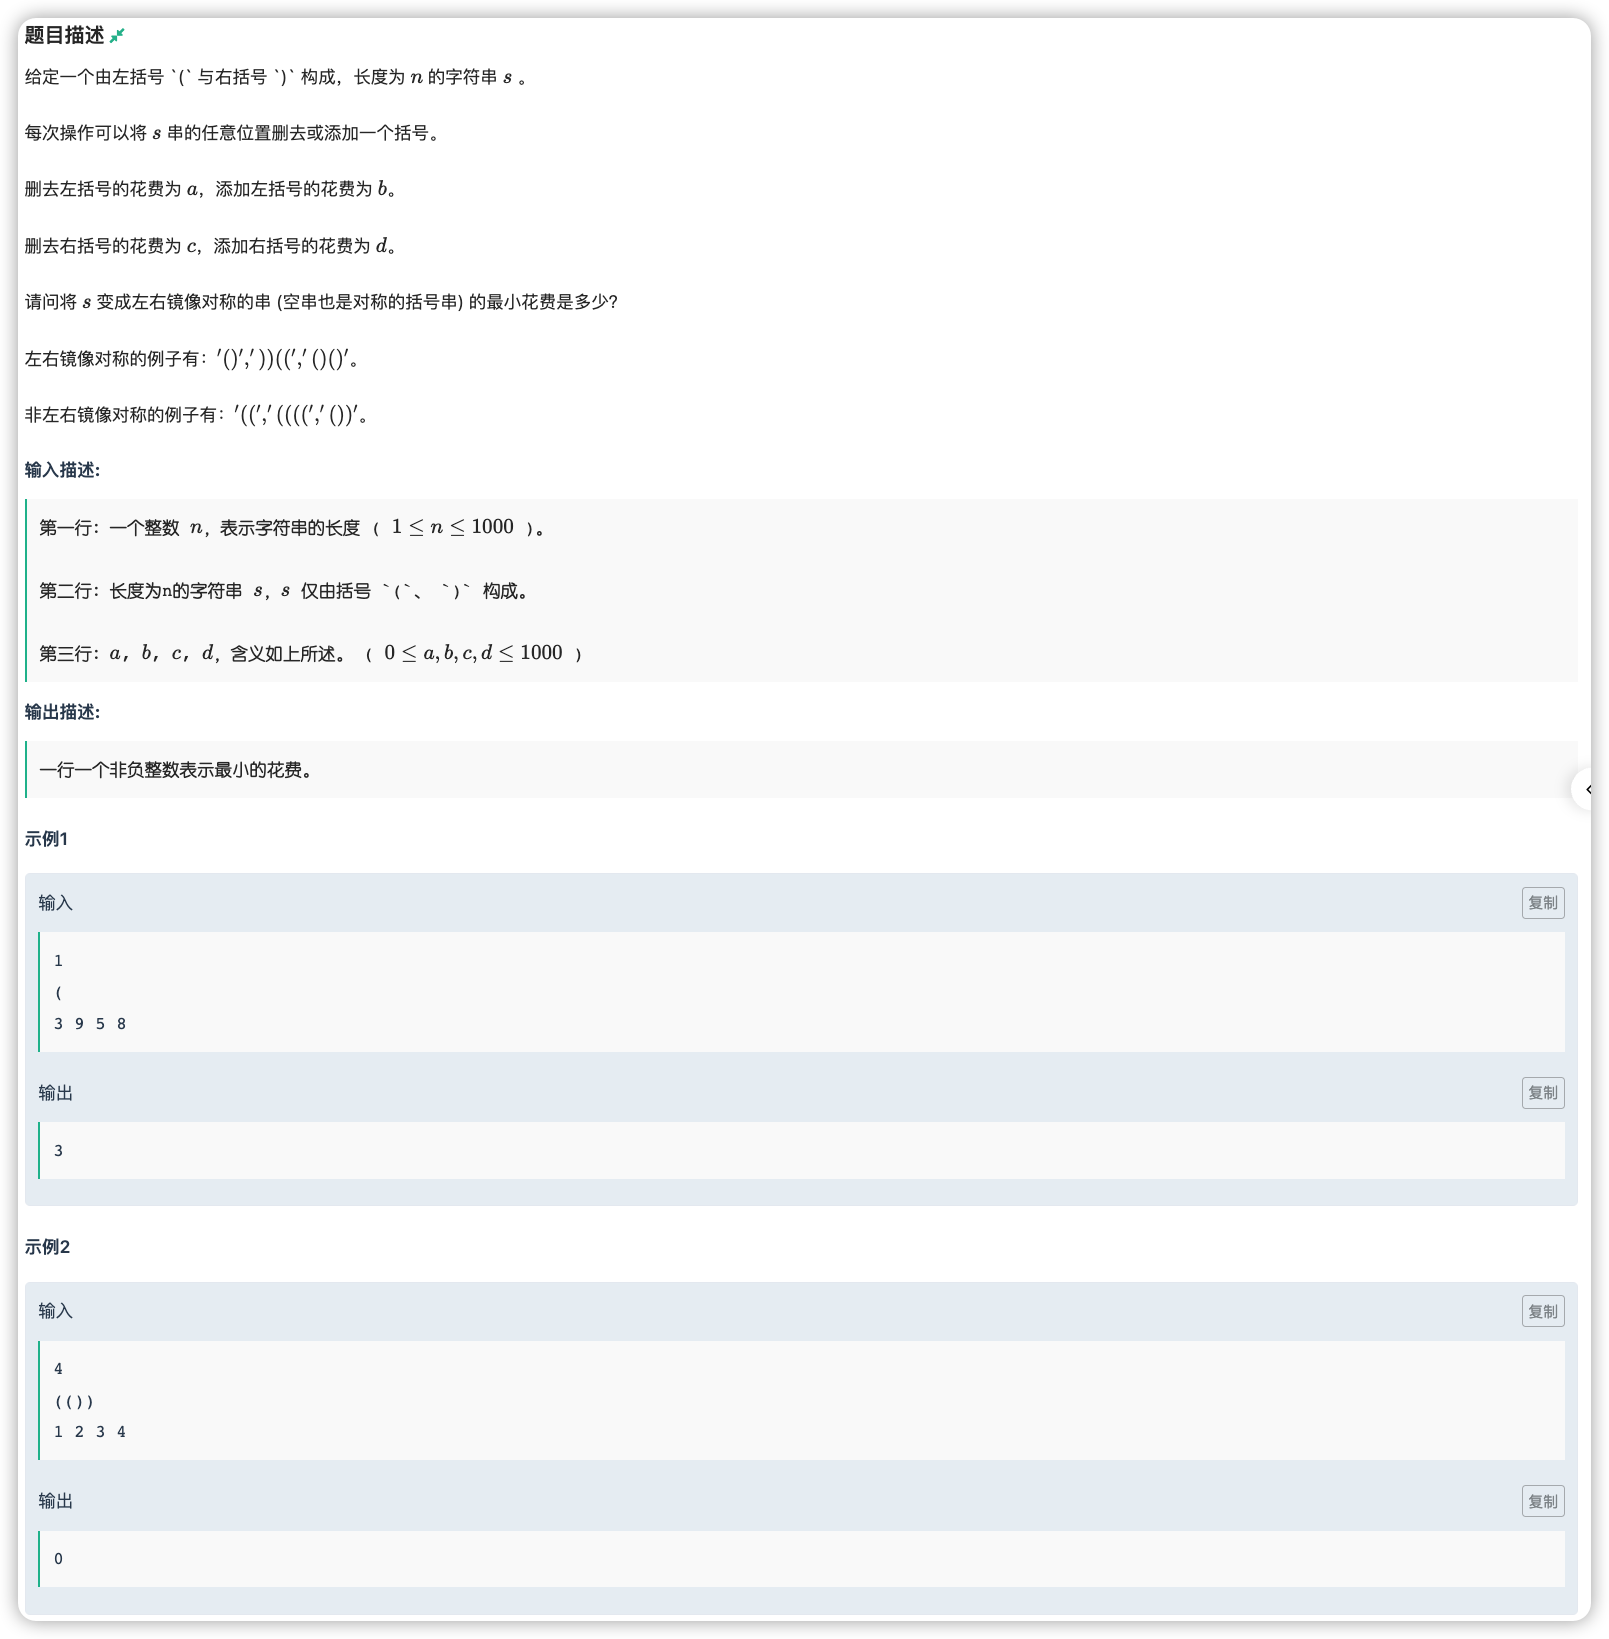 题目描述
给定一个由左括号 `(` 与右括号 `)` 构成，长度为 n 的字符串 s 。
每次操作可以将 s 串的任意位置删去或添加一个括号。
删去左括号的花费为 a，添加左括号的花费为 b。
删去右括号的花费为 c，添加右括号的花费为 d。
请问将 s 变成左右镜像对称的串 (空串也是对称的括号串) 的最小花费是多少?
左右镜像对称的例子有：′()′,′))((′,′()()′。
非左右镜像对称的例子有：′((′,′((((′,′())′。
输入描述:
第一行：一个整数 n，表示字符串的长度 ( 1 ≤ n ≤ 1000 )。
第二行：长度为n的字符串 s，s 仅由括号 `(`、 `)` 构成。
第三行：a, b, c, d，含义如上所述。 ( 0 ≤ a, b, c, d ≤ 1000 )
输出描述:
一行一个非负整数表示最小的花费。
示例1
输入
复制
1
(
3 9 5 8
输出
复制
3
示例2
输入
复制
4
(())
1 2 3 4
输出
复制
0